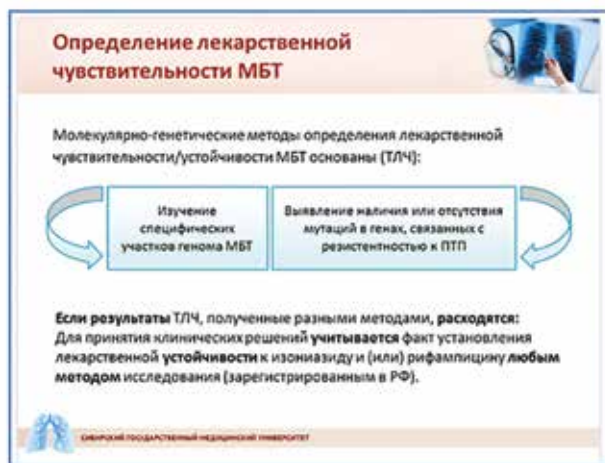 Определение лекарственной
чувствительности МБТ
Молекулярно-генетические методы определения лекарственной
чувствительности/устойчивости МБТ основаны (ТЛЧ):
Изучение
специфических
участков генома МБТ
Выявление наличия или отсутствия
мутаций в генах, связанных с
резистентностью к ПТП
Если результаты ТЛЧ, полученные разными методами, расходятся:
Для принятия клинических решений учитывается факт установления
лекарственной устойчивости к изониазиду и (или) рифампицину любым
методом исследования (зарегистрированным в РФ).
СИБИРСКИЙ ГОСУДАРСТВЕННЫЙ МЕДИЦИНСКИЙ УНИВЕРСИТЕТ